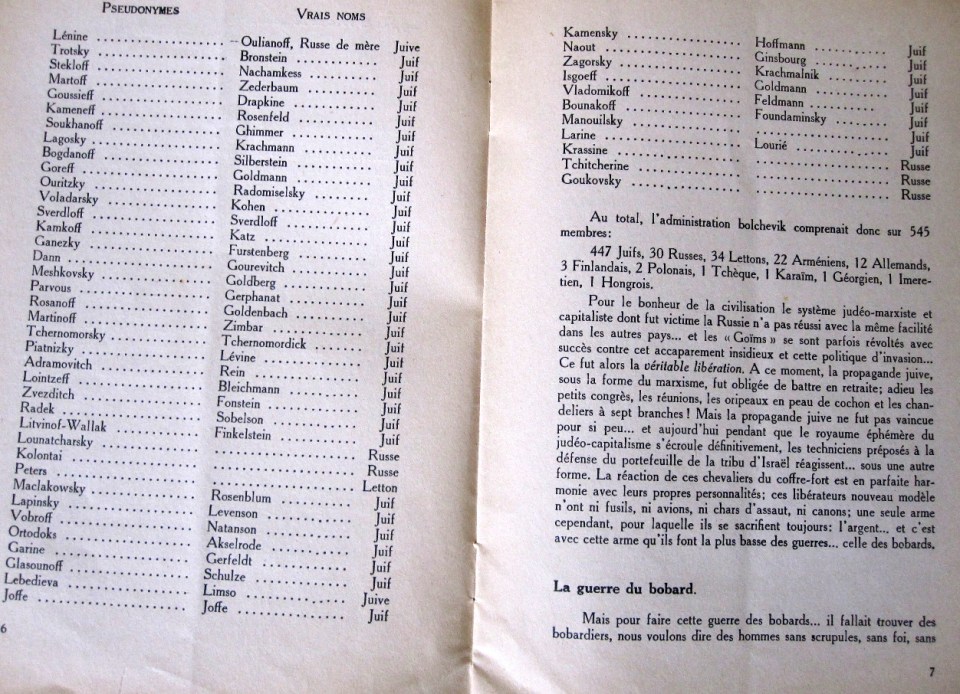 PSEUDONYMES VRAIS NOMS
Lénine Oulianoff, Russe de mère Juive
Trotsky Bronstein Juif
Stekloff Nachamkess Juif
Martoff Zederbaum Juif
Goussieff Drapkine Juif
Kameneff Rosenfeld Juif
Soukhanoff Ghimmer Juif
Lagosky Krachmann Juif
Bogdanoff Silberstein Juif
Goreff Goldmann Juif
Ouritzky Radomiselsky Juif
Voladarsky Kohen Juif
Sverdloff Sverdloff Juif
Kamkoff Katz Juif
Ganezky Furstenberg Juif
Dann Gourevitch Juif
Meshkovsky Goldberg Juif
Parvous Gerphanat Juif
Rosanoff Goldenbach Juif
Martinoff Zimbar Juif
Tchernomorsky Tchernomordick Juif
Piatnizky Lévine Juif
Adramovitch Rein Juif
Lointzeff Bleichmann Juif
Zvezditch Fonstein Juif
Radek Sobelson Juif
Litvinof-Wallak Finkelstein Juif
Lounatcharsky Russe
Kolontai Russe
Peters Letton
Maclakowsky Rosenblum Juif
Lapinsky Levenson Juif
Vobroff Natanson Juif
Ortodoks Akselrode Juif
Garine Gerfeldt Juif
Glasounoff Schulze Juif
Lebedieva Limso Juive
Joffe Joffe Juif
6
Kamensky Hoffmann Juif
Naout Ginsbourg Juif
Zagorsky Krachmalnik Juif
Isgoeff Goldmann Juif
Vladomikoff Feldmann Juif
Bounakoff Foundaminsky Juif
Manouilsky Juif
Larine Lourié Juif
Krassine Russe
Tchitcherine Russe
Goukovsky Russe
Au total, l'administration bolchevik comprenait donc sur 545
membres:
447 Juifs, 30 Russes, 34 Lettons, 22 Arméniens, 12 Allemands,
3 Finlandais, 2 Polonais, 1 Tchèque, 1 Karaïm, 1 Géorgien, 1 Imere-
tien, 1 Hongrois.
Pour le bonheur de la civilisation le système judéo-marxiste et
capitaliste dont fut victime la Russie n'a pas réussi avec la même facilité
dans les autres pays... et les « Goïms » se sont parfois révoltés avec
succès contre cet accaparement insidieux et cette politique d'invasion...
Ce fut alors la véritable libération. A ce moment, la propagande juive,
sous la forme du marxisme, fut obligée de battre en retraite; adieu les
petits congrès, les réunions, les oripeaux en peau de cochon et les chan-
deliers à sept branches! Mais la propagande juive ne fut pas vaincue
pour si peu... et aujourd'hui pendant que le royaume éphémère du
judéo-capitalisme s'écroule définitivement, les techniciens préposés à la
défense du portefeuille de la tribu d'Israël réagissent... sous une autre
forme. La réaction de ces chevaliers du coffre-fort est en parfaite har-
monie avec leurs propres personnalités; ces libérateurs nouveau modèle
n'ont ni fusils, ni avions, ni chars d'assaut, ni canons; une seule arme
cependant, pour laquelle ils se sacrifient toujours: l'argent... et c'est
avec cette arme qu'ils font la plus basse des guerres... celle des bobards.
La guerre du bobard.
Mais pour faire cette guerre des bobards... il fallait trouver des
bobardiers, nous voulons dire des hommes sans scrupules, sans foi, sans
7